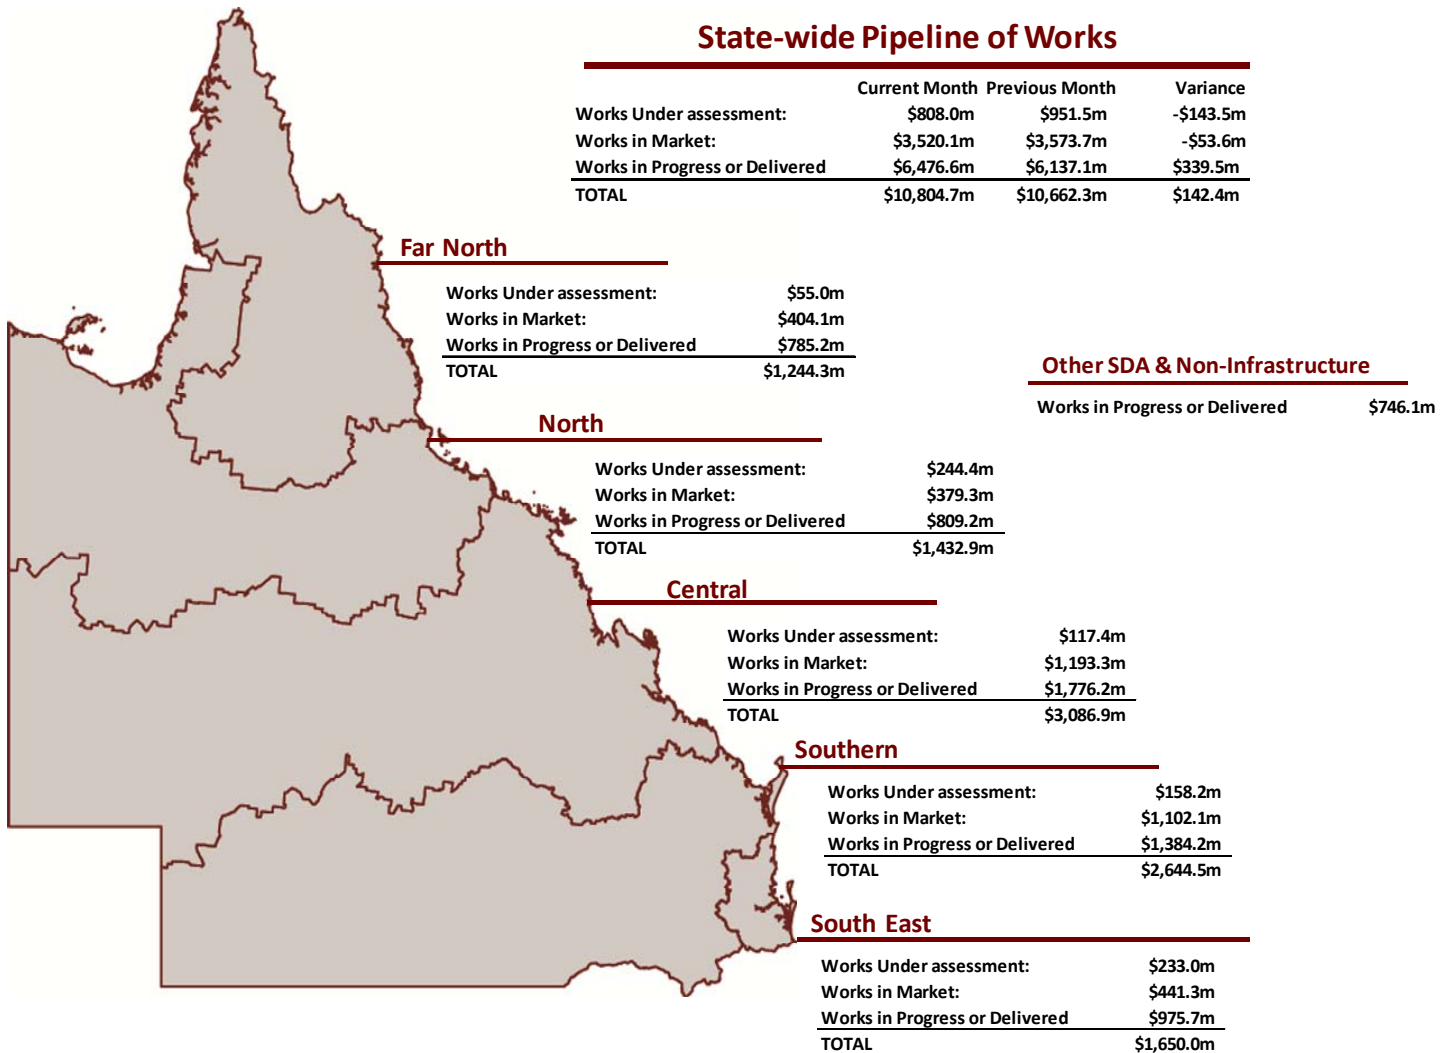 State-wide Pipeline of Works
Current Month Previous Month Variance
Works Under assessment: $808.0m $951.5m -$143.5m
Works in Market: $3,520.1m $3,573.7m -$53.6m
Works in Progress or Delivered $6,476.6m $6,137.1m $339.5m
TOTAL $10,804.7m $10,662.3m $142.4m
Far North
Works Under assessment: $55.0m
Works in Market: $404.1m
Works in Progress or Delivered $785.2m
TOTAL $1,244.3m
Other SDA & Non-Infrastructure
Works in Progress or Delivered $746.1m
North
Works Under assessment: $244.4m
Works in Market: $379.3m
Works in Progress or Delivered $809.2m
TOTAL $1,432.9m
Central
Works Under assessment: $117.4m
Works in Market: $1,193.3m
Works in Progress or Delivered $1,776.2m
TOTAL $3,086.9m
Southern
Works Under assessment: $158.2m
Works in Market: $1,102.1m
Works in Progress or Delivered $1,384.2m
TOTAL $2,644.5m
South East
Works Under assessment: $233.0m
Works in Market: $441.3m
Works in Progress or Delivered $975.7m
TOTAL $1,650.0m